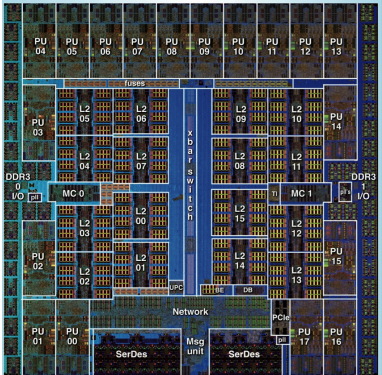 PU 04
PU 05
PU 06
PU 07
PU 08
PU 09
PU 10
PU 11
PU 12
PU 13
fuses
PU 03
L2 05
L2 06
L2 09
L2 10
PU 14
xbar switch
L2 04
L2 07
L2 08
L2 11
DDR3 0 I/O
pll
MC 0
TI
MC 1
pll's
DDR3 1 I/O
L2 03
L2 00
L2 15
L2 12
PU 02
L2 02
L2 01
L2 14
L2 13
PU 15
UPC
BE
DB
Network
PCIe
PU 01
PU 00
Msg unit
pll
PU 17
PU 16
SerDes
SerDes